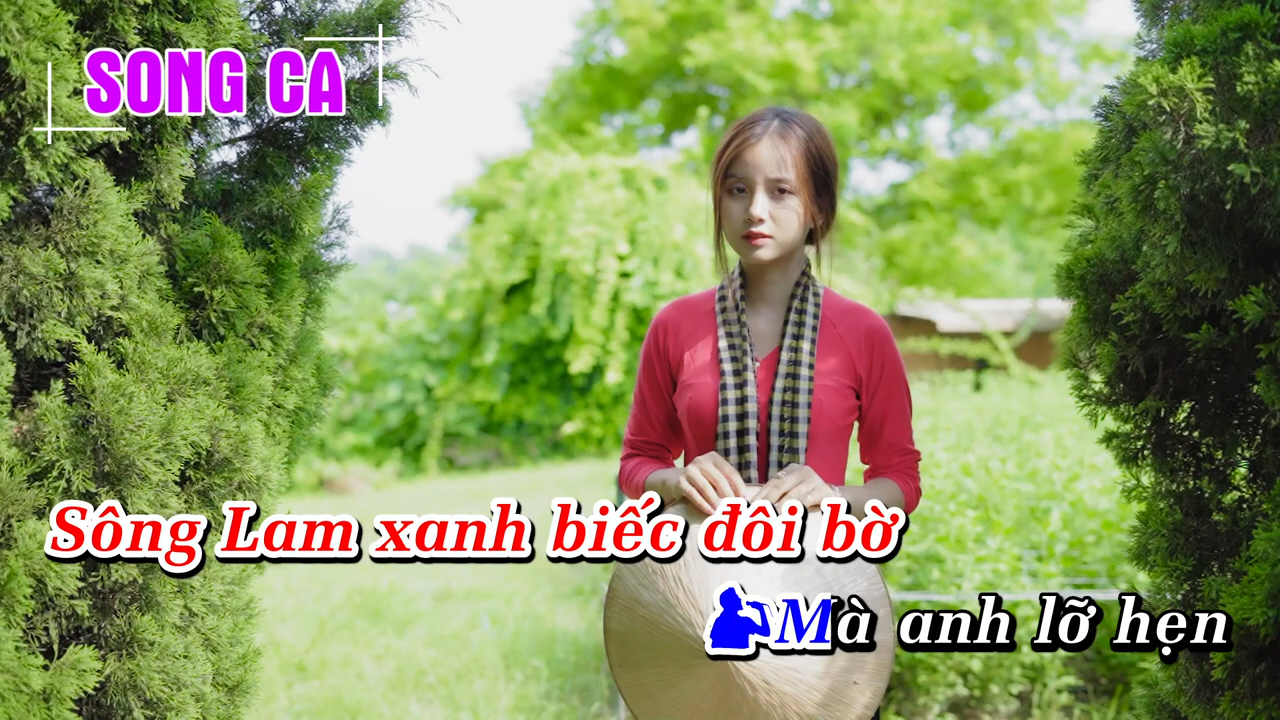 SONG CA
Sông Lam xanh biếc đôi bờ
Mà anh lỡ hẹn